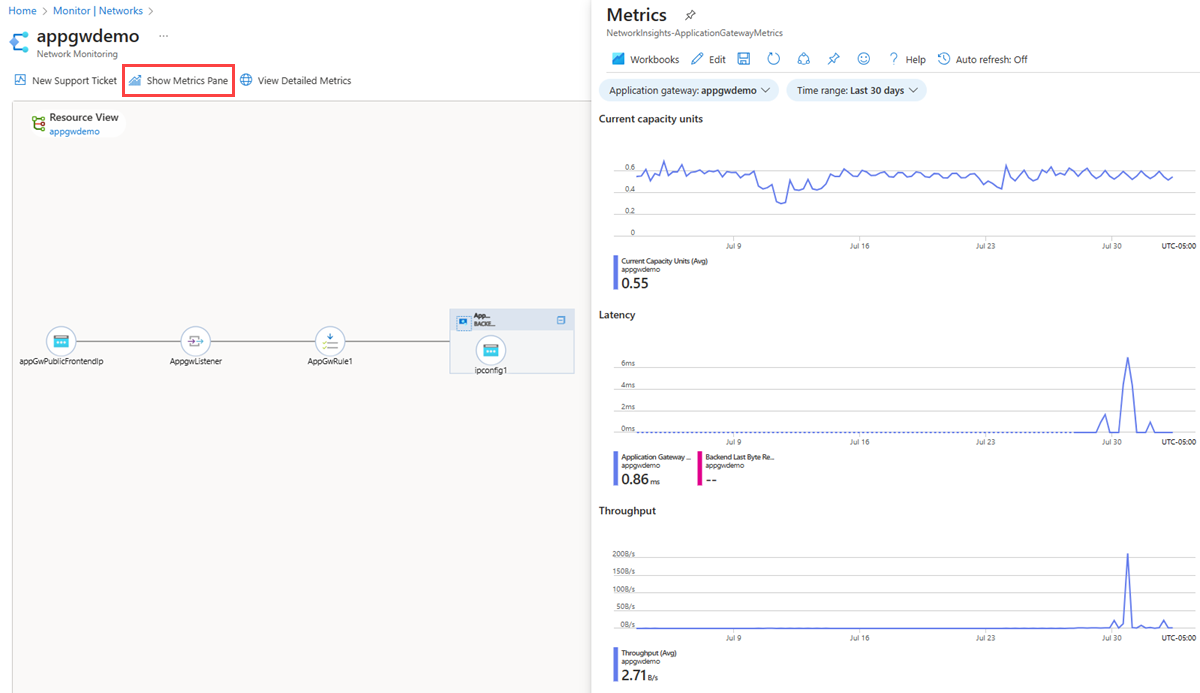 Home > Monitor | Networks >
appgwdemo ...
Network Monitoring
New Support Ticket Show Metrics Pane View Detailed Metrics
Resource View
appgwdemo
appGwPublicFrontendIp
AppgwListener
AppGwRule1
App...
BACKE...
ipconfig1
Metrics
NetworkInsights-ApplicationGatewayMetrics
Workbooks Edit Help Auto refresh: Off
Application gateway: appgwdemo Time range: Last 30 days
Current capacity units
0.6
0.4
0.2
0
Jul 9 Jul 16 Jul 23 Jul 30 UTC-05:00
Current Capacity Units (Avg)
appgwdemo
0.55
Latency
6ms
4ms
2ms
0ms
Jul 9 Jul 16 Jul 23 Jul 30 UTC-05:00
Application Gateway ... Backend Last Byte Re...
appgwdemo appgwdemo
0.86 ms --
Throughput
200B/s
150B/s
100B/s
50B/s
0B/s
Jul 9 Jul 16 Jul 23 Jul 30 UTC-05:00
Throughput (Avg)
appgwdemo
2.71 B/s